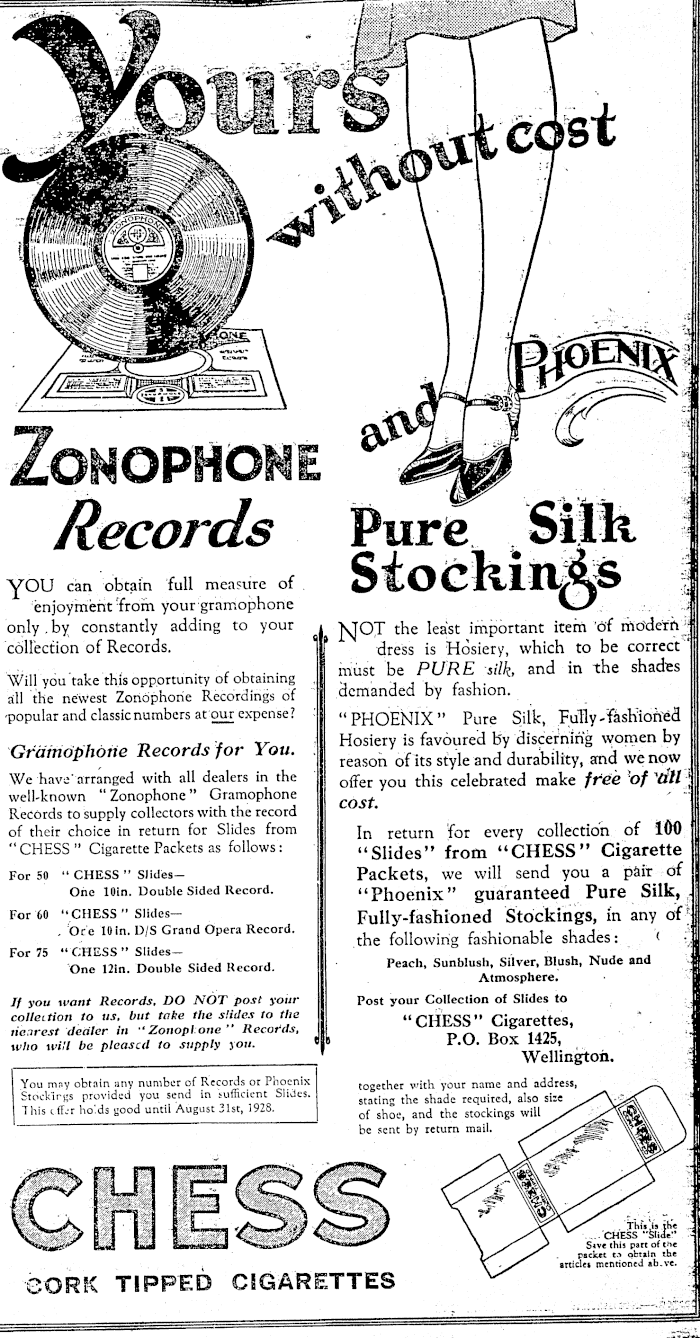 Yours
without cost
ZONOPHONE
PHOENIX
and
ZONOPHONE
Records
Pure Silk
Stockings
YOU can obtain full measure of
enjoyment from your gramophone
only by constantly adding to your
collection of Records.
Will you take this opportunity of obtaining
all the newest Zonophone Recordings of
popular and classic numbers at our expense?
Gramophone Records for You.
We have arranged with all dealers in the
well-known "Zonophone" Gramophone
Records to supply collectors with the record
of their choice in return for Slides from
"CHESS" Cigarette Packets as follows:
For 50 "CHESS" Slides—
One 10in. Double Sided Record.
For 60 "CHESS" Slides—
One 10in. D/S Grand Opera Record.
For 75 "CHESS" Slides—
One 12in. Double Sided Record.
If you want Records, DO NOT post your
collection to us, but take the slides to the
nearest dealer in "Zonophone" Records,
who will be pleased to supply you.
You may obtain any number of Records or Phoenix
Stockings provided you send in sufficient Slides.
This offer holds good until August 31st, 1928.
NOT the least important item of modern
dress is Hosiery, which to be correct
must be PURE silk, and in the shades
demanded by fashion.
"PHOENIX" Pure Silk, Fully-fashioned
Hosiery is favoured by discerning women by
reason of its style and durability, and we now
offer you this celebrated make free of all
cost.
In return for every collection of 100
"Slides" from "CHESS" Cigarette
Packets, we will send you a pair of
"Phoenix" guaranteed Pure Silk,
Fully-fashioned Stockings, in any of
the following fashionable shades:
Peach, Sunblush, Silver, Blush, Nude and
Atmosphere.
Post your Collection of Slides to
"CHESS" Cigarettes,
P.O. Box 1425,
Wellington.
together with your name and address,
stating the shade required, also size
of shoe, and the stockings will
be sent by return mail.
CHESS
CHESS
This is the
CHESS "Slide"
Save this part of the
packet to obtain the
articles mentioned above.
CHESS
CORK TIPPED CIGARETTES